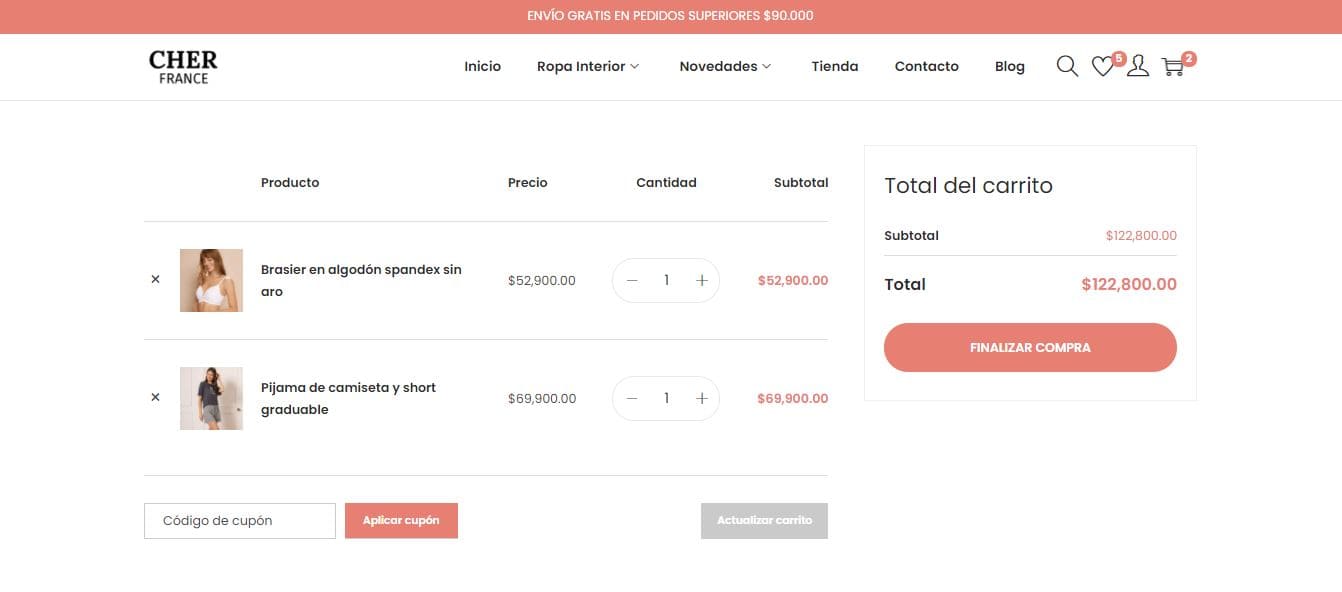 ENVÍO GRATIS EN PEDIDOS SUPERIORES $90.000
CHER
FRANCE
Inicio
Ropa Interior
Novedades
Tienda
Contacto
Blog
5
2
Producto
Precio
Cantidad
Subtotal
×
Brasier en algodón spandex sin
aro
$52,900.00
1
$52,900.00
×
Pijama de camiseta y short
graduable
$69,900.00
1
$69,900.00
Código de cupón
Aplicar cupón
Actualizar carrito
Total del carrito
Subtotal
$122,800.00
Total
$122,800.00
FINALIZAR COMPRA